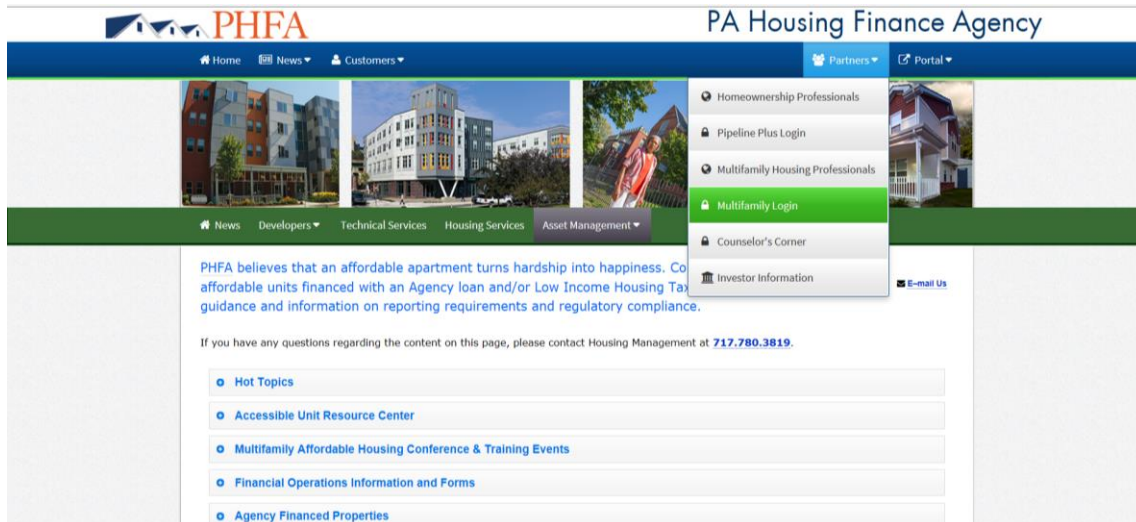 PHFA
PA Housing Finance Agency
Home News Customers Partners Portal
Homeownership Professionals
Pipeline Plus Login
Multifamily Housing Professionals
Multifamily Login
Counselor's Corner
Investor Information
News Developers Technical Services Housing Services Asset Management
PHFA believes that an affordable apartment turns hardship into happiness. Co
affordable units financed with an Agency loan and/or Low Income Housing Tax
guidance and information on reporting requirements and regulatory compliance.
E-mail Us
If you have any questions regarding the content on this page, please contact Housing Management at 717.780.3819.
Hot Topics
Accessible Unit Resource Center
Multifamily Affordable Housing Conference & Training Events
Financial Operations Information and Forms
Agency Financed Properties